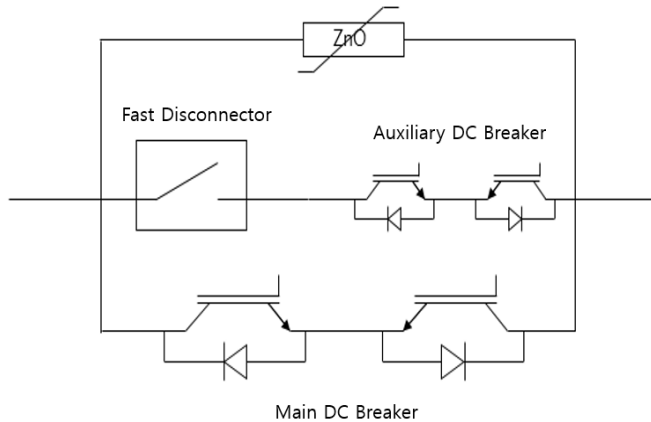 ZnO
Fast Disconnector
Auxiliary DC Breaker
Main DC Breaker